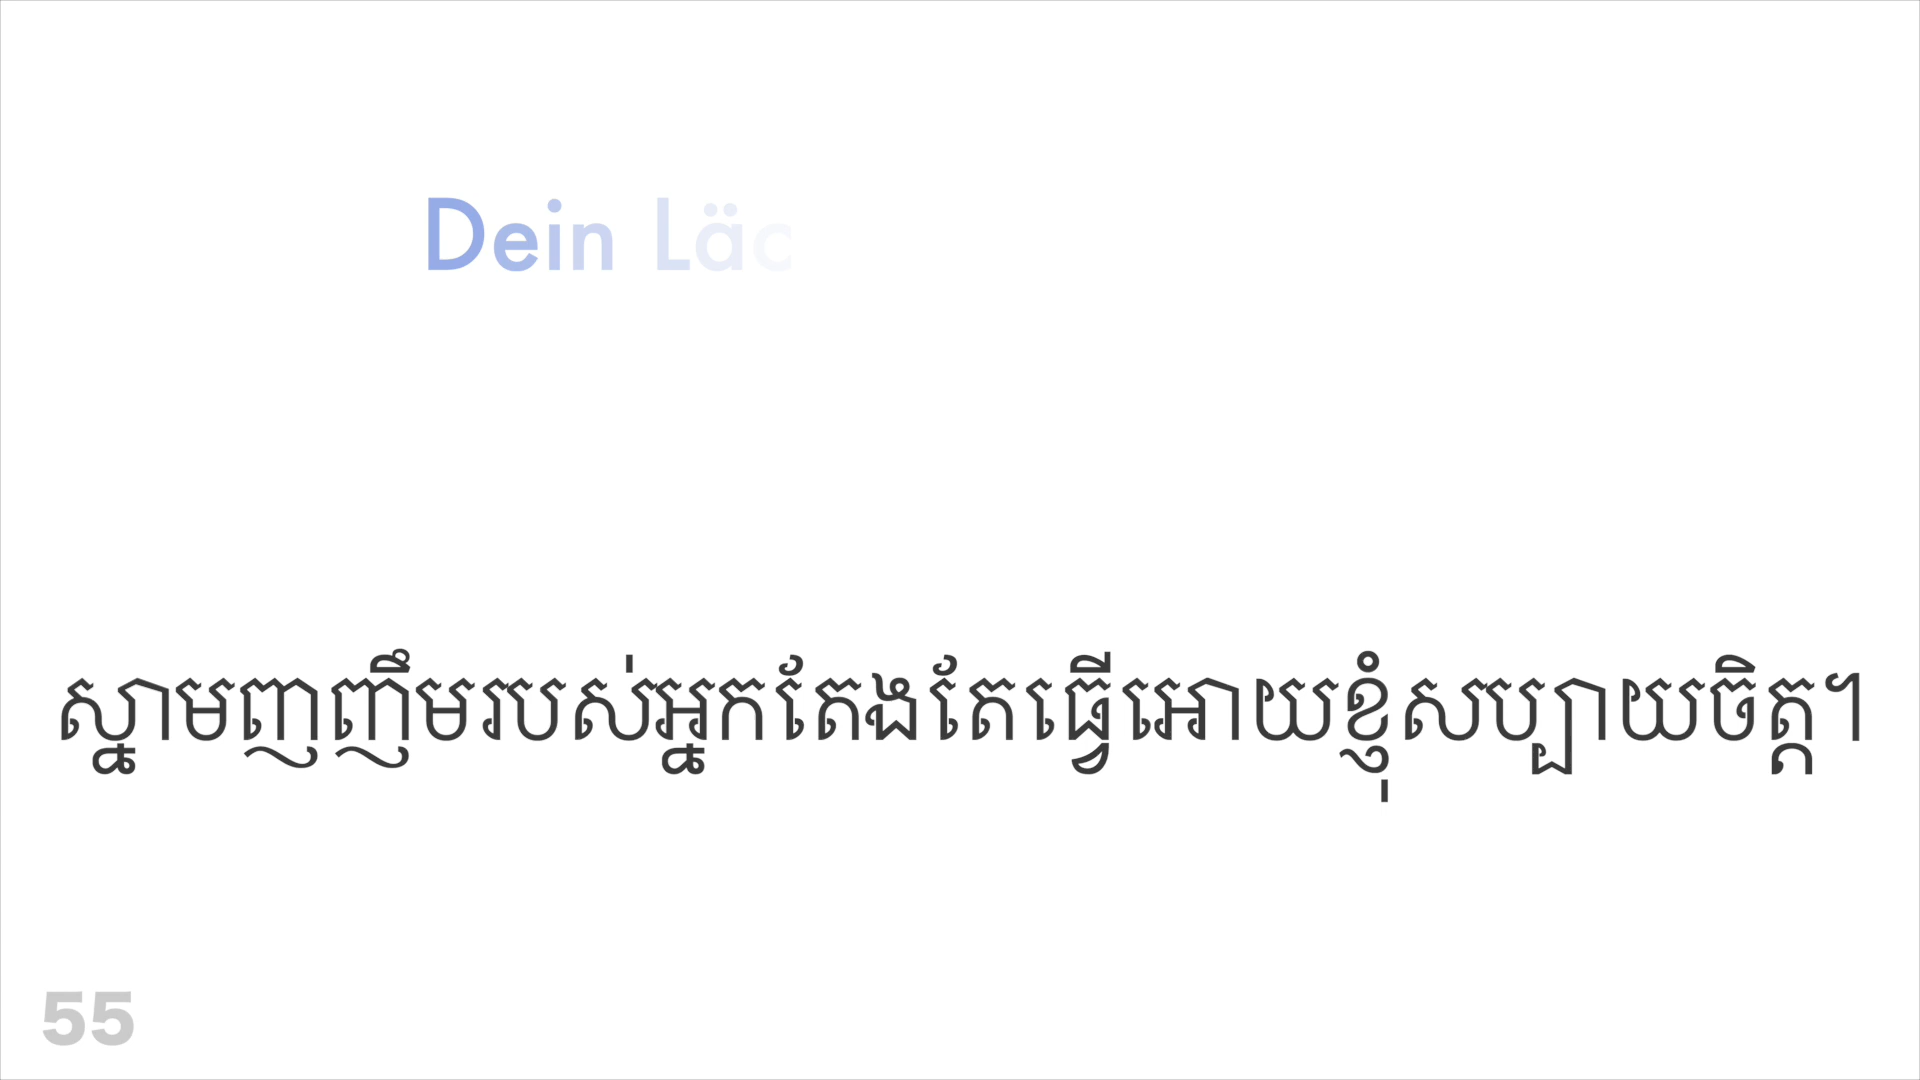 Dein Läc
ស្នាមញញឹមរបស់អ្នកតែងតែធ្វើអោយខ្ញុំសប្បាយចិត្ត។
55